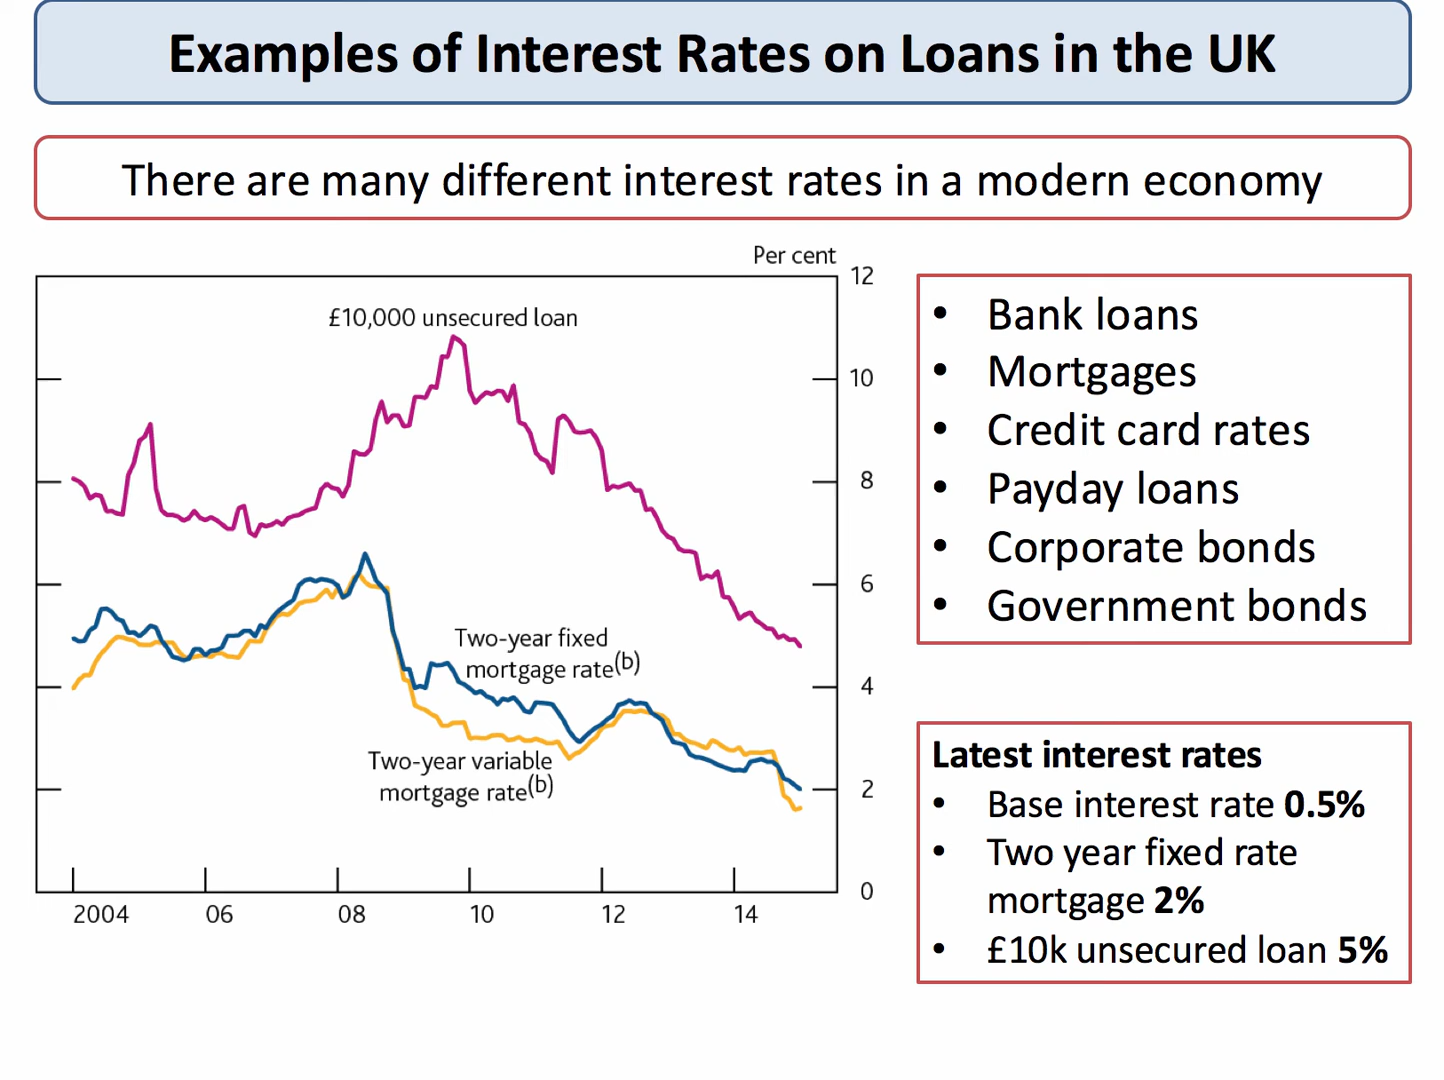 Examples of Interest Rates on Loans in the UK
There are many different interest rates in a modern economy
Per cent
£10,000 unsecured loan
Two-year fixed
mortgage rate(b)
Two-year variable
mortgage rate(b)
12
10
8
6
4
2
0
2004 06 08 10 12 14
• Bank loans
• Mortgages
• Credit card rates
• Payday loans
• Corporate bonds
• Government bonds
Latest interest rates
• Base interest rate 0.5%
• Two year fixed rate
mortgage 2%
• £10k unsecured loan 5%